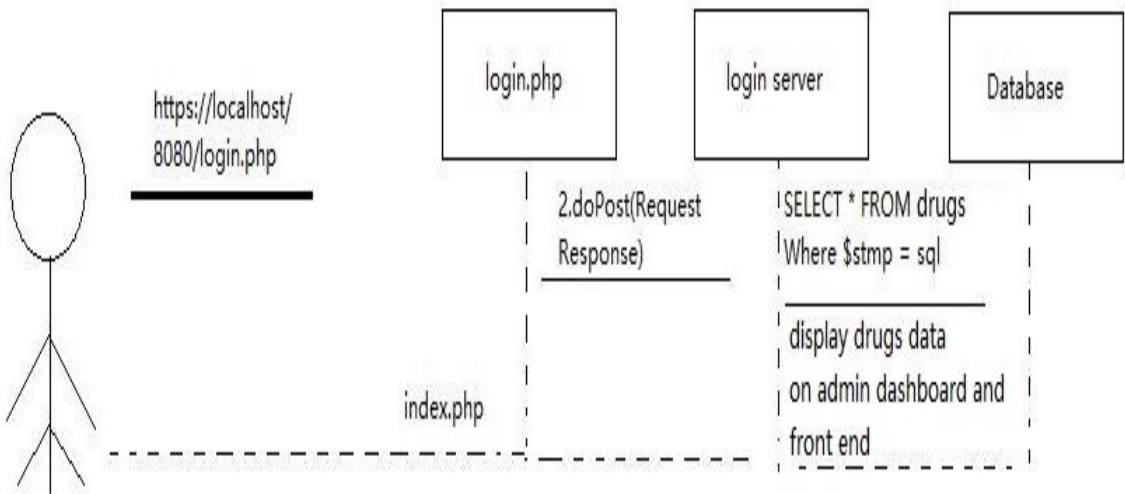 https://localhost/
8080/login.php
login.php
login server
Database
2.doPost(Request
Response)
SELECT * FROM drugs
Where $stmp = sql
display drugs data
on admin dashboard and
front end
index.php